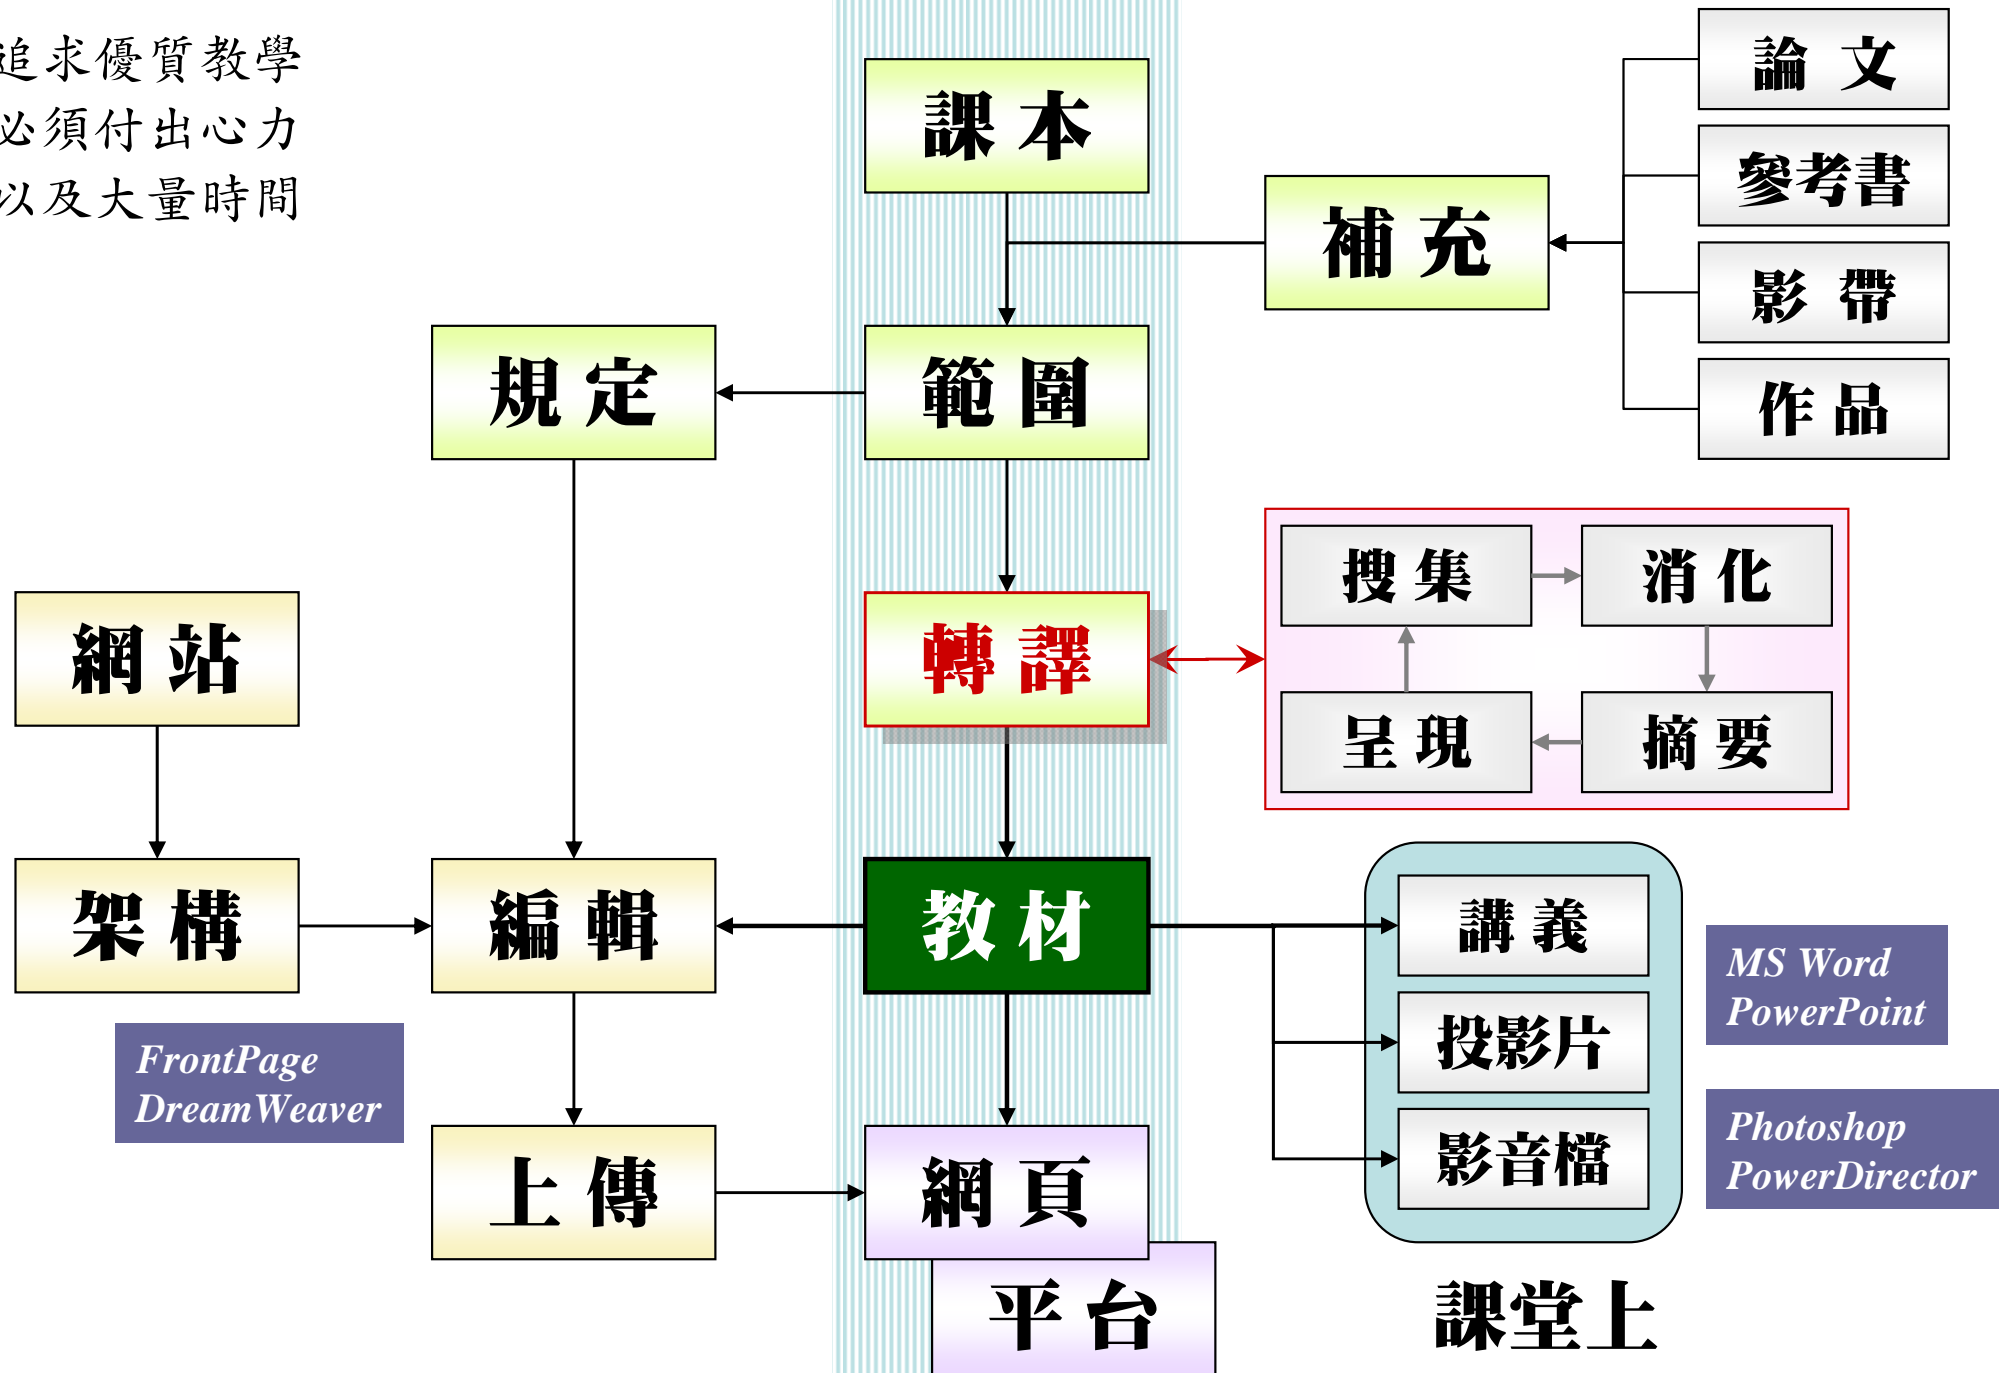 追求優質教學
必須付出心力
以及大量時間
課本
補充
論文
參考書
影帶
作品
規定
範圍
搜集
消化
呈現
摘要
網站
轉譯
架構
編輯
教材
講義
投影片
影音檔
MS Word
PowerPoint
FrontPage
DreamWeaver
Photoshop
PowerDirector
上傳
網頁
平台
課堂上